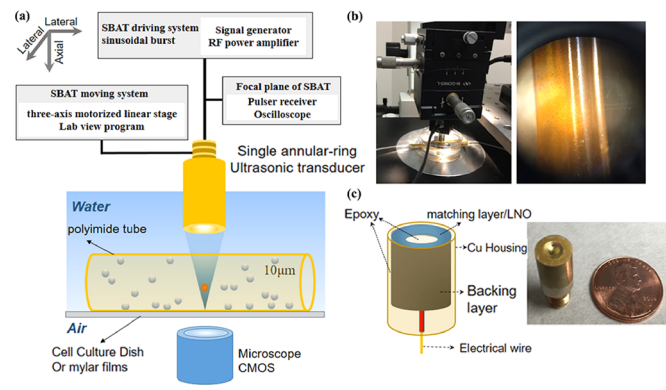 (a)
Lateral
Lateral
Axial
SBAT driving system
sinusoidal burst
Signal generator
RF power amplifier
SBAT moving system
three-axis motorized linear stage
Lab view program
Focal plane of SBAT
Pulser receiver
Oscilloscope
Single annular-ring
Ultrasonic transducer
Water
polyimide tube
10μm
Air
Cell Culture Dish
Or mylar films
Microscope
CMOS
(b)
(c)
Epoxy
matching layer/LNO
Cu Housing
Backing
layer
Electrical wire